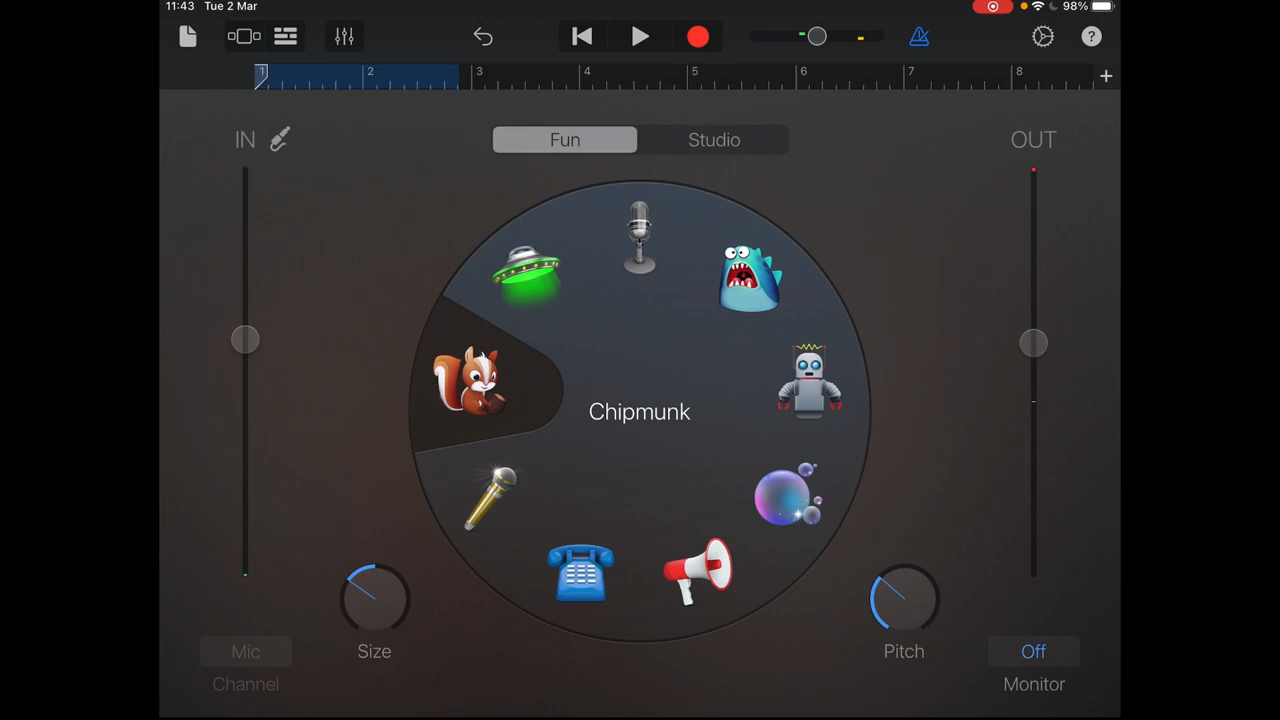 11:43 Tue 2 Mar
98%
?
1 2 3 4 5 6 7 8 +
IN
Fun
Studio
OUT
Chipmunk
Size
Pitch
Mic
Channel
Off
Monitor